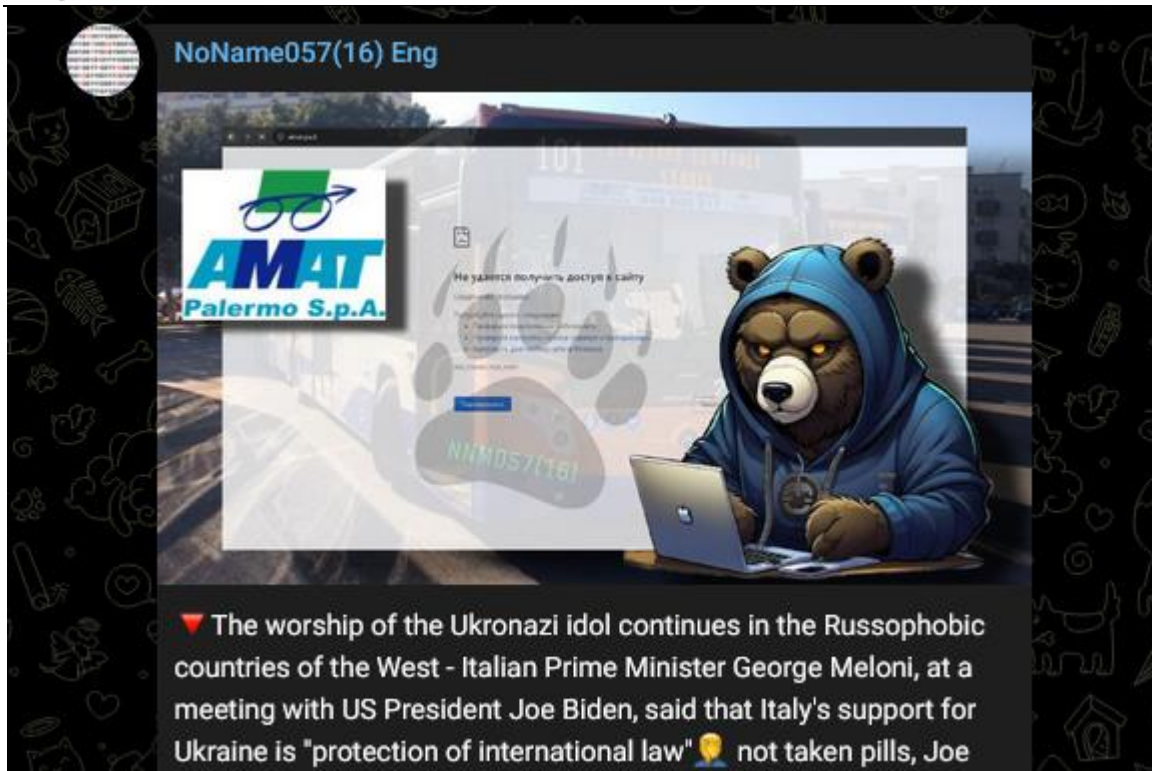 NoName057(16) Eng
101
AMAT
Palermo S.p.A.
Не удается получить доступ к сайту
NNM057(16)
The worship of the Ukronazi idol continues in the Russophobic
countries of the West - Italian Prime Minister George Meloni, at a
meeting with US President Joe Biden, said that Italy's support for
Ukraine is "protection of international law"🤦 not taken pills, Joe